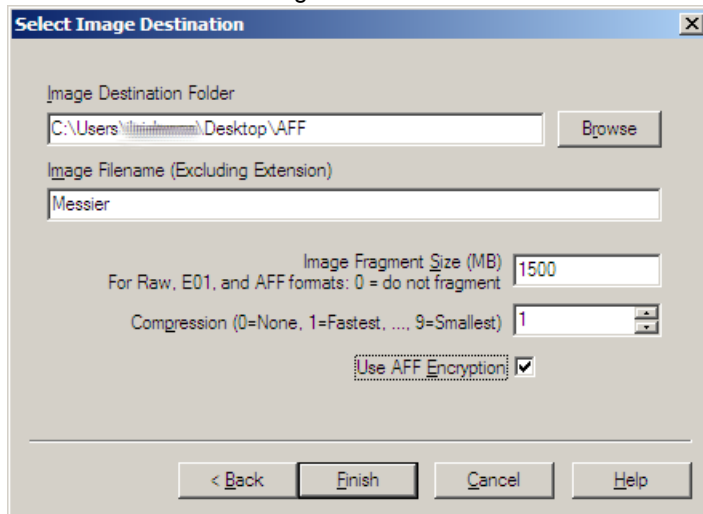 Select Image Destination
Image Destination Folder
C:\Users\ \Desktop\AFF
Browse
Image Filename (Excluding Extension)
Messier
Image Fragment Size (MB)
For Raw, E01, and AFF formats: 0 = do not fragment
1500
Compression (0=None, 1=Fastest, ..., 9=Smallest)
1
Use AFF Encryption
< Back
Finish
Cancel
Help